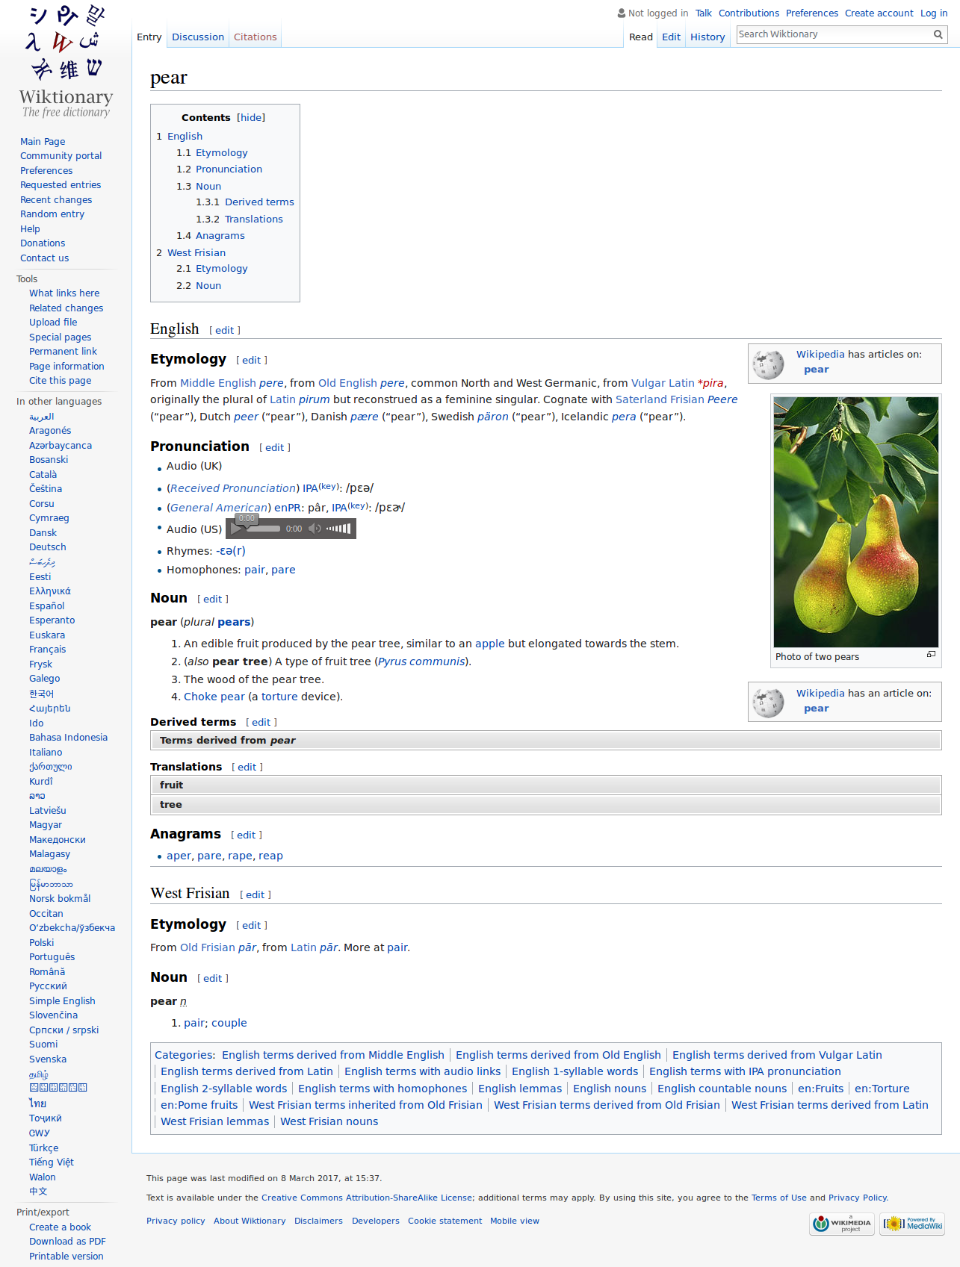 Not logged in Talk Contributions Preferences Create account Log in
Entry Discussion Citations Read Edit History Search Wiktionary
Wiktionary
The free dictionary
Main Page
Community portal
Preferences
Requested entries
Recent changes
Random entry
Help
Donations
Contact us
Tools
What links here
Related changes
Upload file
Special pages
Permanent link
Page information
Cite this page
In other languages
العربية
Aragonés
Azərbaycanca
Bosanski
Català
Čeština
Corsu
Cymraeg
Dansk
Deutsch
ދިވެހިބަސް
Eesti
Ελληνικά
Español
Esperanto
Euskara
Français
Frysk
Galego
한국어
Հայերեն
Ido
Bahasa Indonesia
Italiano
ქართული
Kurdî
ລາວ
Latviešu
Magyar
Македонски
Malagasy
മലയാളം
မြန်မာဘာသာ
Norsk bokmål
Occitan
Oʻzbekcha/ўзбекча
Polski
Português
Română
Русский
Simple English
Slovenčina
Српски / srpski
Suomi
Svenska
தமிழ்
ไทย
Тоҷикӣ
ᏣᎳᎩ
Türkçe
Tiếng Việt
Walon
中文
Print/export
Create a book
Download as PDF
Printable version
pear
Contents [hide]
1 English
1.1 Etymology
1.2 Pronunciation
1.3 Noun
1.3.1 Derived terms
1.3.2 Translations
1.4 Anagrams
2 West Frisian
2.1 Etymology
2.2 Noun
English [ edit ]
Wikipedia has articles on:
pear
Etymology [ edit ]
From Middle English pere, from Old English pere, common North and West Germanic, from Vulgar Latin *pira,
originally the plural of Latin pirum but reconstrued as a feminine singular. Cognate with Saterland Frisian Peere
(“pear”), Dutch peer (“pear”), Danish pære (“pear”), Swedish päron (“pear”), Icelandic pera (“pear”).
Pronunciation [ edit ]
• Audio (UK)
• (Received Pronunciation) IPA(key): /pɛə/
• (General American) enPR: pâr, IPA(key): /pɛɚ/
• Audio (US) 0:00 0:00
• Rhymes: -ɛə(r)
• Homophones: pair, pare
Photo of two pears
Noun [ edit ]
pear (plural pears)
1. An edible fruit produced by the pear tree, similar to an apple but elongated towards the stem.
2. (also pear tree) A type of fruit tree (Pyrus communis).
3. The wood of the pear tree.
4. Choke pear (a torture device).
Wikipedia has an article on:
pear
Derived terms [ edit ]
Terms derived from pear
Translations [ edit ]
fruit
tree
Anagrams [ edit ]
• aper, pare, rape, reap
West Frisian [ edit ]
Etymology [ edit ]
From Old Frisian pār, from Latin pār. More at pair.
Noun [ edit ]
pear n
1. pair; couple
Categories: English terms derived from Middle English | English terms derived from Old English | English terms derived from Vulgar Latin
| English terms derived from Latin | English terms with audio links | English 1-syllable words | English terms with IPA pronunciation
| English 2-syllable words | English terms with homophones | English lemmas | English nouns | English countable nouns | en:Fruits | en:Torture
| en:Pome fruits | West Frisian terms inherited from Old Frisian | West Frisian terms derived from Old Frisian | West Frisian terms derived from Latin
| West Frisian lemmas | West Frisian nouns
This page was last modified on 8 March 2017, at 15:37.
Text is available under the Creative Commons Attribution-ShareAlike License; additional terms may apply. By using this site, you agree to the Terms of Use and Privacy Policy.
Privacy policy About Wiktionary Disclaimers Developers Cookie statement Mobile view
A WIKIMEDIA project
Powered By MediaWiki